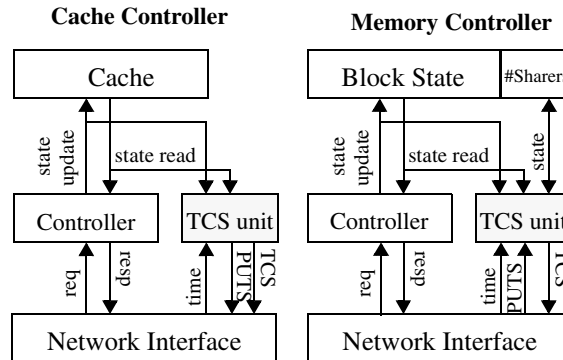 Cache Controller
Cache
state
update
state read
Controller
TCS unit
req
resp
time
PUTS
TCS
Network Interface
Memory Controller
Block State
#Sharers
state
update
state read
state
Controller
TCS unit
req
resp
time
PUTS
TCS
Network Interface